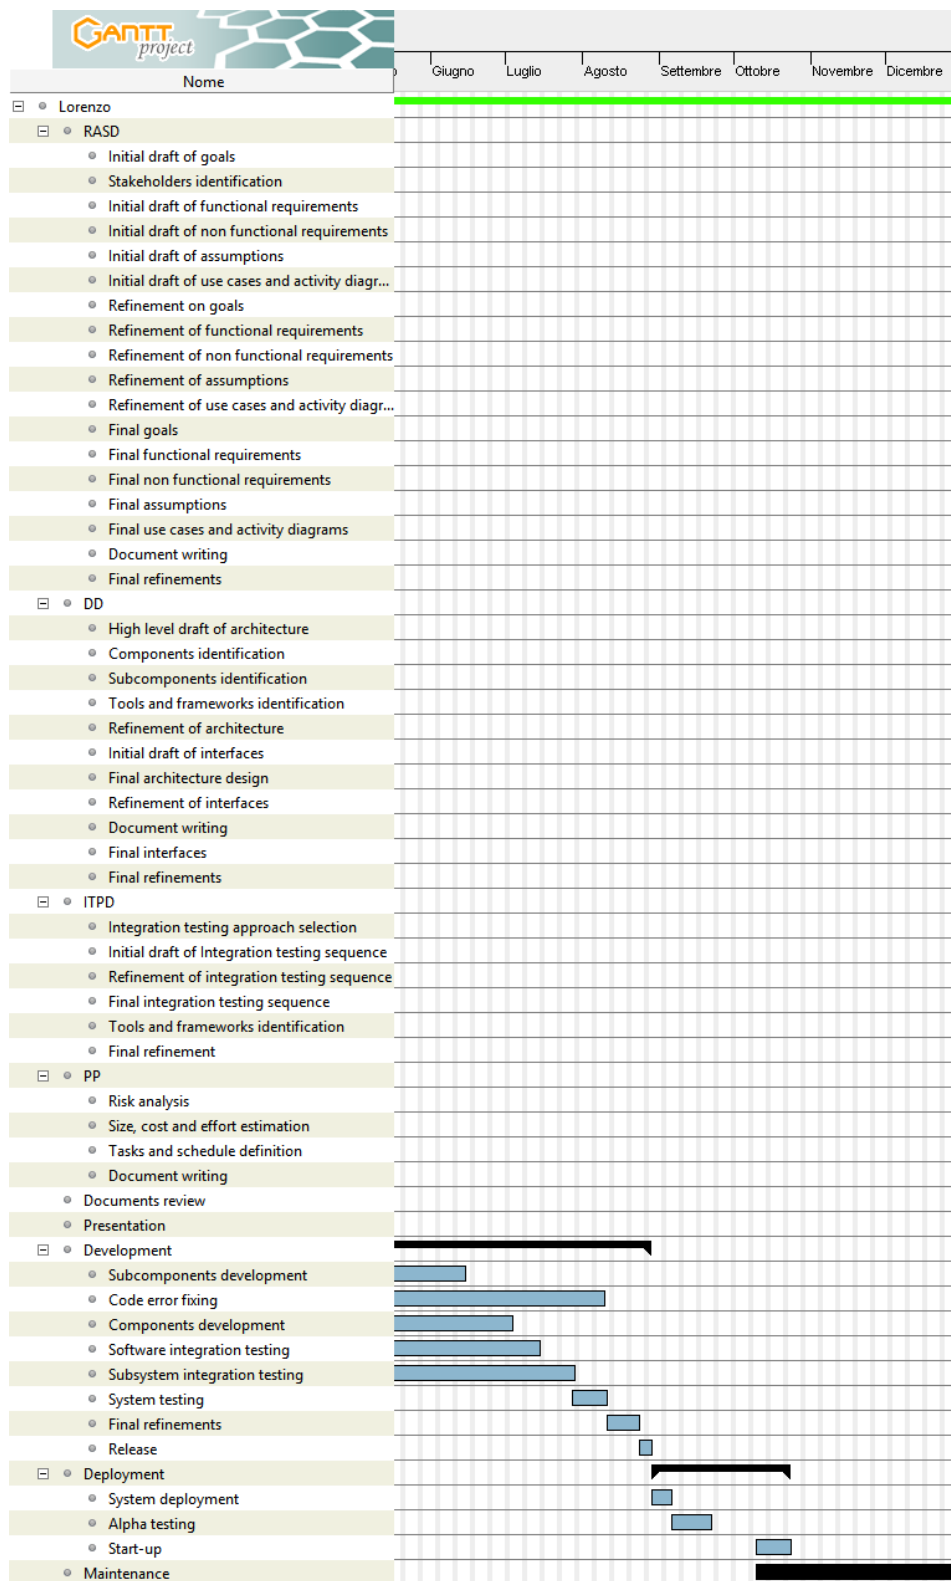 GANTT
project
Nome
Giugno Luglio Agosto Settembre Ottobre Novembre Dicembre
Lorenzo
RASD
Initial draft of goals
Stakeholders identification
Initial draft of functional requirements
Initial draft of non functional requirements
Initial draft of assumptions
Initial draft of use cases and activity diagr...
Refinement on goals
Refinement of functional requirements
Refinement of non functional requirements
Refinement of assumptions
Refinement of use cases and activity diagr...
Final goals
Final functional requirements
Final non functional requirements
Final assumptions
Final use cases and activity diagrams
Document writing
Final refinements
DD
High level draft of architecture
Components identification
Subcomponents identification
Tools and frameworks identification
Refinement of architecture
Initial draft of interfaces
Final architecture design
Refinement of interfaces
Document writing
Final interfaces
Final refinements
ITPD
Integration testing approach selection
Initial draft of Integration testing sequence
Refinement of integration testing sequence
Final integration testing sequence
Tools and frameworks identification
Final refinement
PP
Risk analysis
Size, cost and effort estimation
Tasks and schedule definition
Document writing
Documents review
Presentation
Development
Subcomponents development
Code error fixing
Components development
Software integration testing
Subsystem integration testing
System testing
Final refinements
Release
Deployment
System deployment
Alpha testing
Start-up
Maintenance